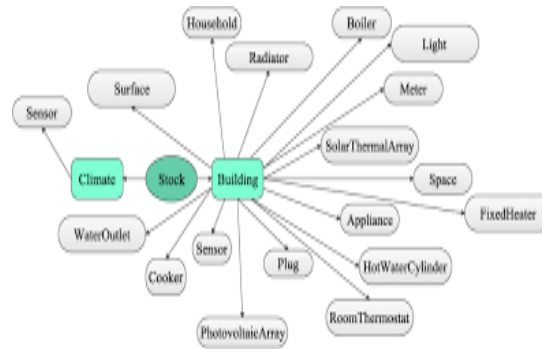 Household
Boiler
Light
Radiator
Surface
Meter
Sensor
SolarThermalArray
Climate
Stock
Building
Space
FixedHeater
Appliance
WaterOutlet
Sensor
Plug
HotWaterCylinder
Cooker
RoomThermostat
PhotovoltaicArray